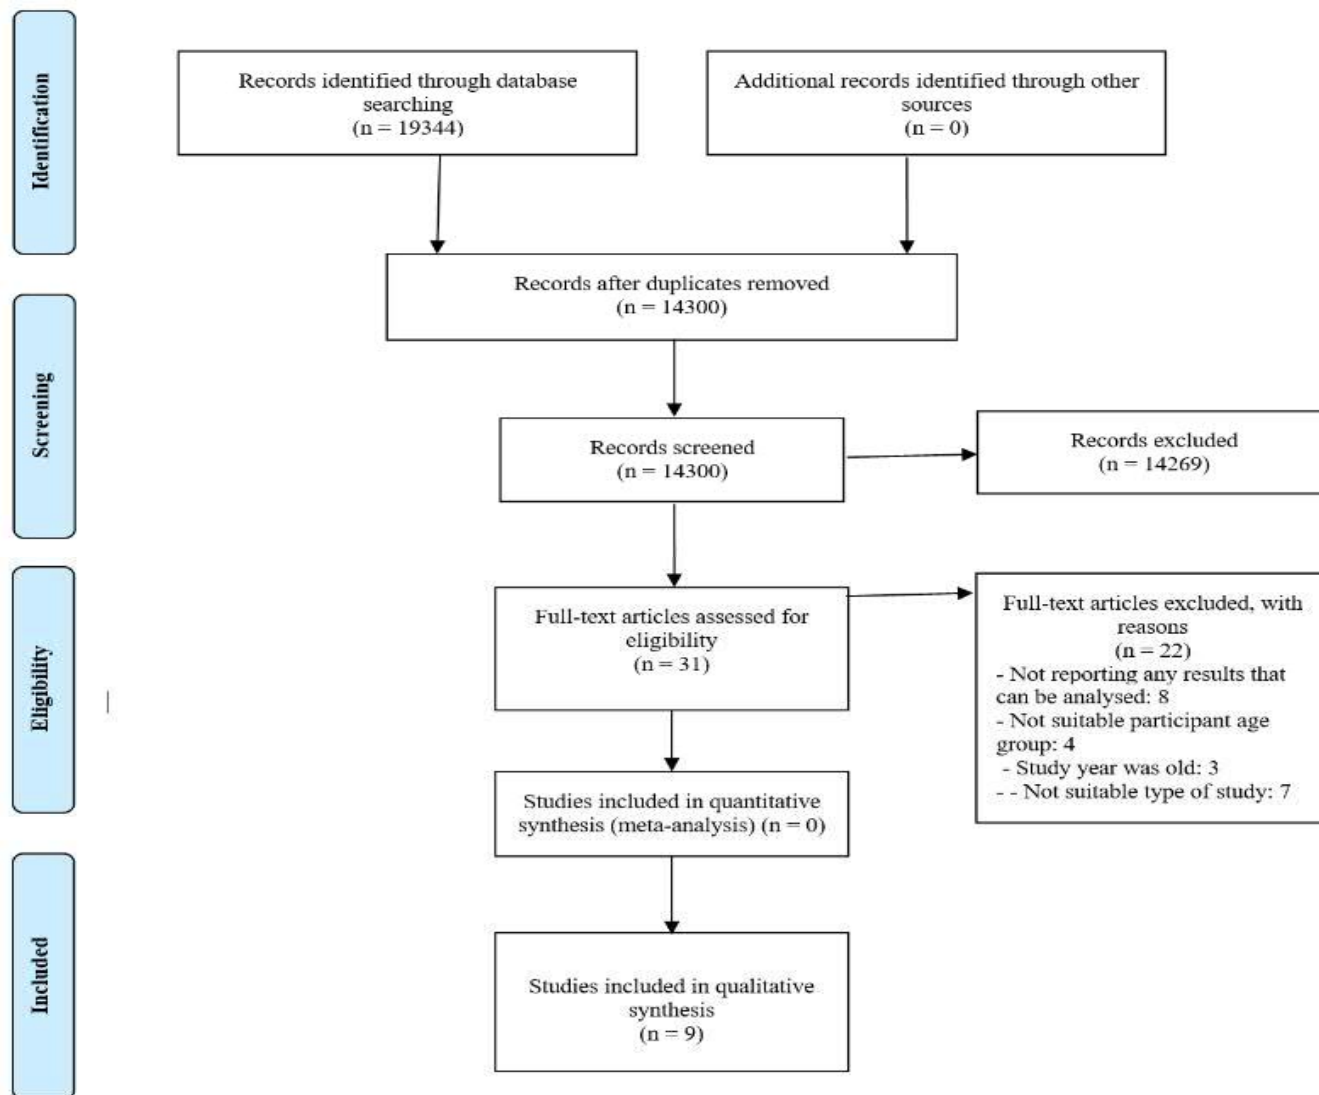 Identification
Records identified through database
searching
(n = 19344)
Additional records identified through other
sources
(n = 0)
Records after duplicates removed
(n = 14300)
Screening
Records screened
(n = 14300)
Records excluded
(n = 14269)
Eligibility
Full-text articles assessed for
eligibility
(n = 31)
Full-text articles excluded, with
reasons
(n = 22)
- Not reporting any results that
can be analysed: 8
- Not suitable participant age
group: 4
- Study year was old: 3
- - Not suitable type of study: 7
Studies included in quantitative
synthesis (meta-analysis) (n = 0)
Included
Studies included in qualitative
synthesis
(n = 9)